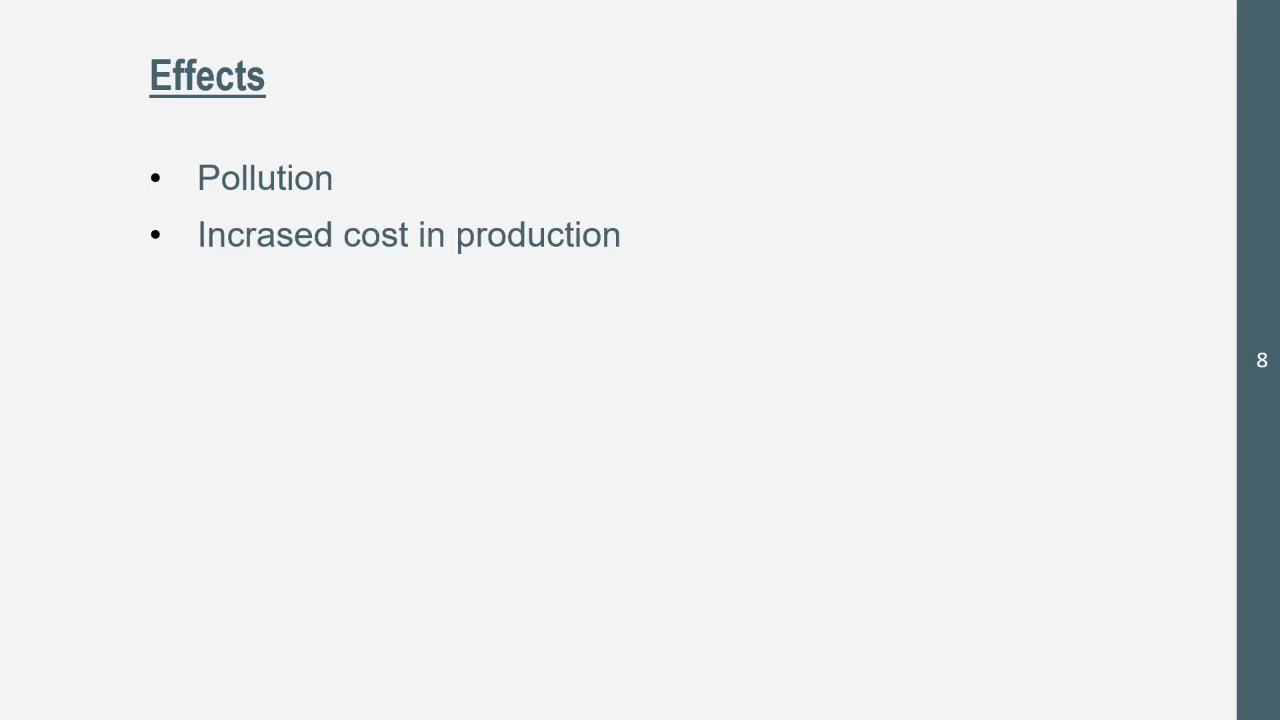 Effects
• Pollution
• Incrased cost in production
8